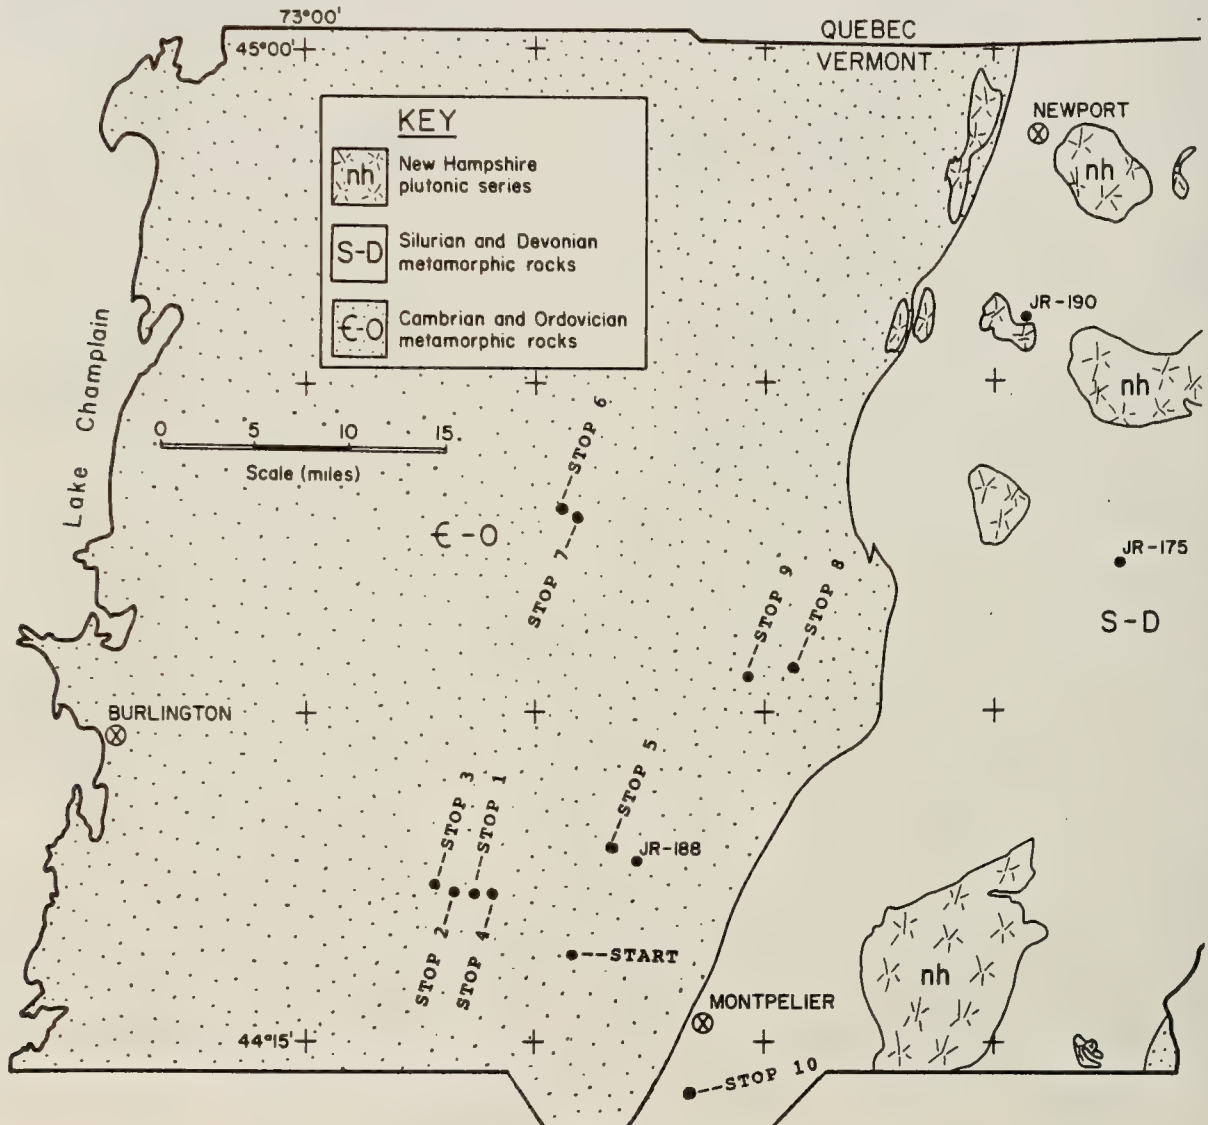 73°00'
QUEBEC
45°00'
VERMONT
KEY
NEWPORT
nh
New Hampshire
plutonic series
nh
S-D
Silurian and Devonian
metamorphic rocks
JR-190
Є-O
Cambrian and Ordovician
metamorphic rocks
nh
Lake Champlain
0 5 10 15
Scale (miles)
STOP 6
Є-O
STOP 7
JR-175
STOP 9
STOP 8
S-D
BURLINGTON
STOP 3
STOP 1
STOP 5
JR-188
STOP 2
STOP 4
START
nh
MONTPELIER
44°15'
STOP 10